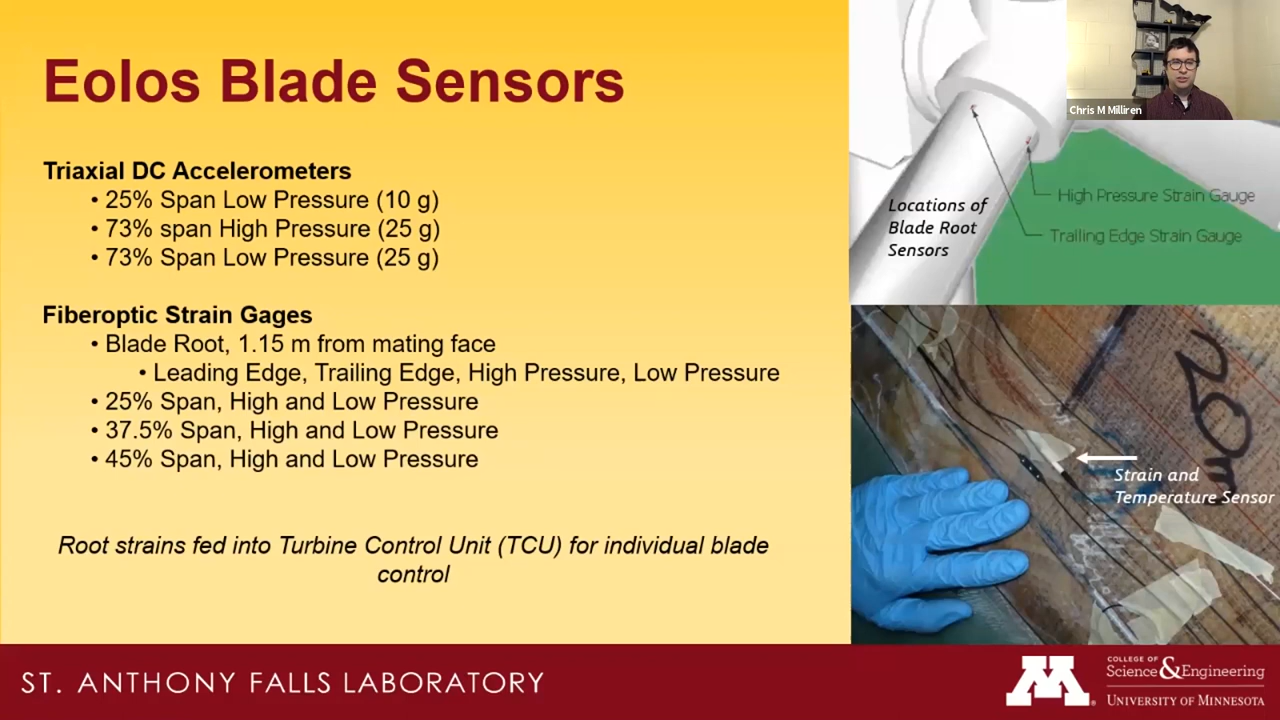 Eolos Blade Sensors
Triaxial DC Accelerometers
• 25% Span Low Pressure (10 g)
• 73% span High Pressure (25 g)
• 73% Span Low Pressure (25 g)
Fiberoptic Strain Gages
• Blade Root, 1.15 m from mating face
• Leading Edge, Trailing Edge, High Pressure, Low Pressure
• 25% Span, High and Low Pressure
• 37.5% Span, High and Low Pressure
• 45% Span, High and Low Pressure
Root strains fed into Turbine Control Unit (TCU) for individual blade
control
Chris M Milliren
High Pressure Strain Gauge
Trailing Edge Strain Gauge
Locations of
Blade Root
Sensors
20m
Strain and
Temperature Sensor
ST. ANTHONY FALLS LABORATORY
M
COLLEGE OF
Science & Engineering
UNIVERSITY OF MINNESOTA